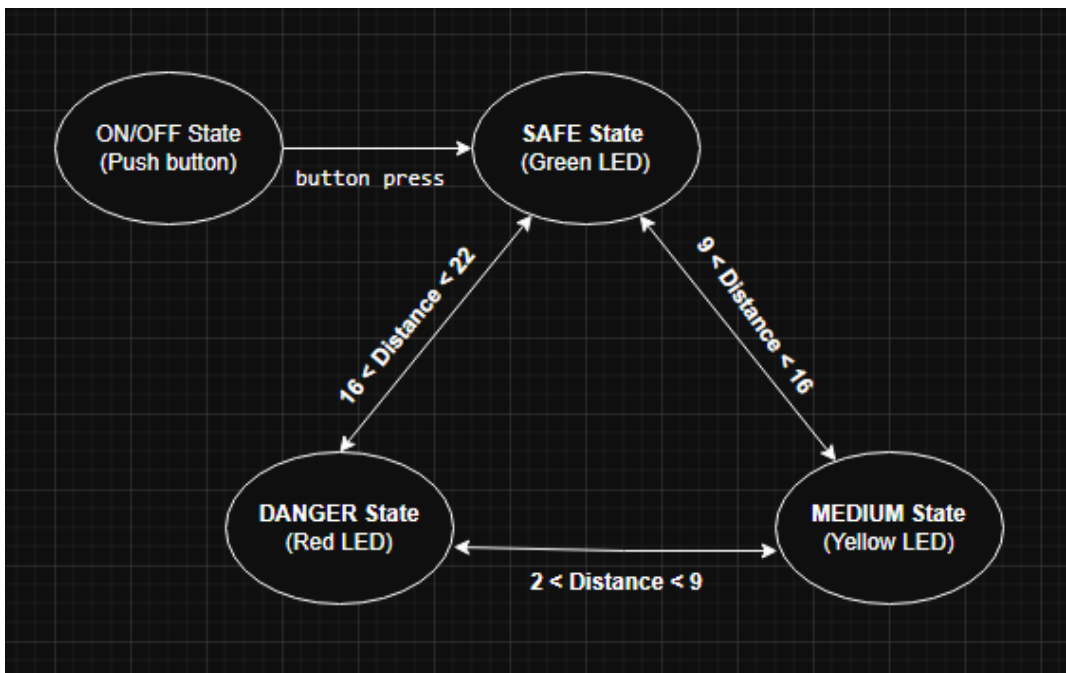 ON/OFF State
(Push button)
button press
SAFE State
(Green LED)
16 < Distance < 22
9 < Distance < 16
DANGER State
(Red LED)
2 < Distance < 9
MEDIUM State
(Yellow LED)